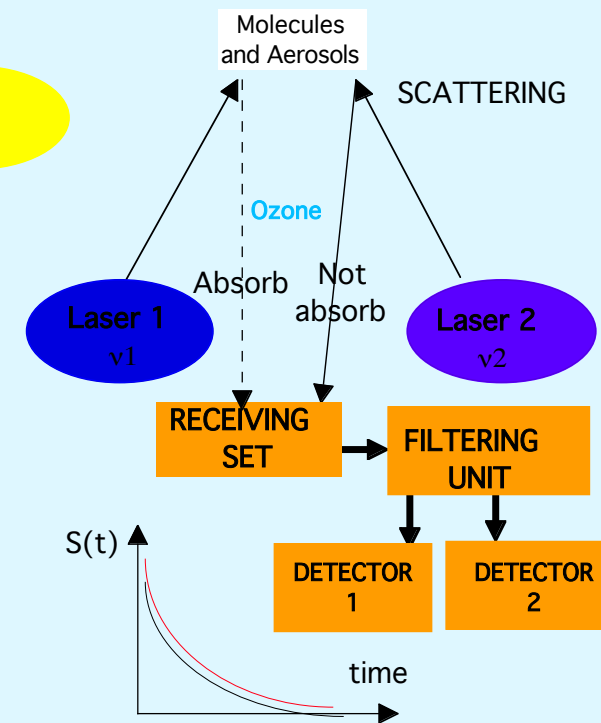 Molecules
and Aerosols
SCATTERING
Ozone
Absorb
Not
absorb
Laser 1
ν1
Laser 2
ν2
RECEIVING
SET
FILTERING
UNIT
S(t)
DETECTOR
1
DETECTOR
2
time